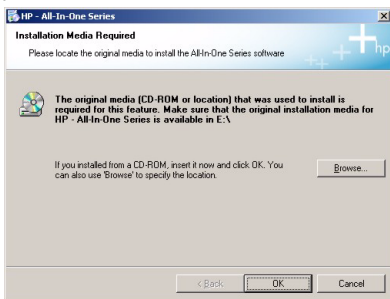 HP - All-In-One Series
Installation Media Required
Please locate the original media to install the All-In-One Series software
hp
The original media (CD-ROM or location) that was used to install is
required for this feature. Make sure that the original installation media for
HP - All-In-One Series is available in E:\
If you installed from a CD-ROM, insert it now and click OK. You
can also use 'Browse' to specify the location.
Browse...
< Back
OK
Cancel